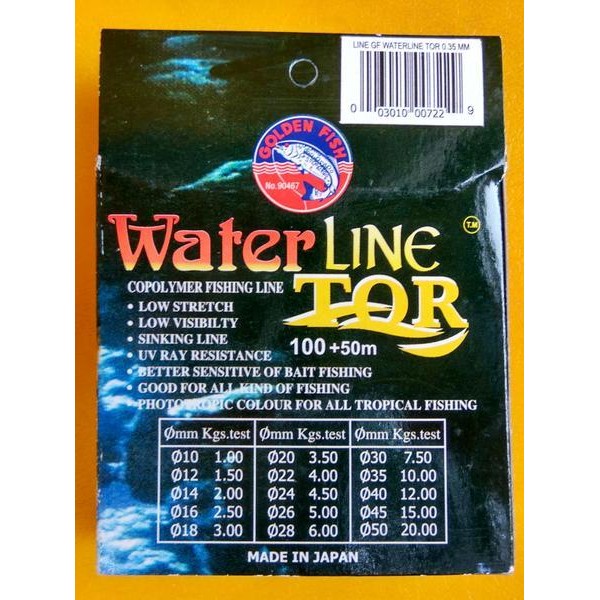 LINE GF WATERLINE TOR 0.35 MM
0 03010 00722 9
GOLDEN FISH
No.90467
Water LINE TM
TOR
COPOLYMER FISHING LINE
• LOW STRETCH
• LOW VISIBILTY
• SINKING LINE
100 +50m
• UV RAY RESISTANCE
• BETTER SENSITIVE OF BAIT FISHING
• GOOD FOR ALL KIND OF FISHING
• PHOTOTROPIC COLOUR FOR ALL TROPICAL FISHING
Ømm Kgs.test Ømm Kgs.test Ømm Kgs.test
Ø10 1.00 Ø20 3.50 Ø30 7.50
Ø12 1.50 Ø22 4.00 Ø35 10.00
Ø14 2.00 Ø24 4.50 Ø40 12.00
Ø16 2.50 Ø26 5.00 Ø45 15.00
Ø18 3.00 Ø28 6.00 Ø50 20.00
MADE IN JAPAN